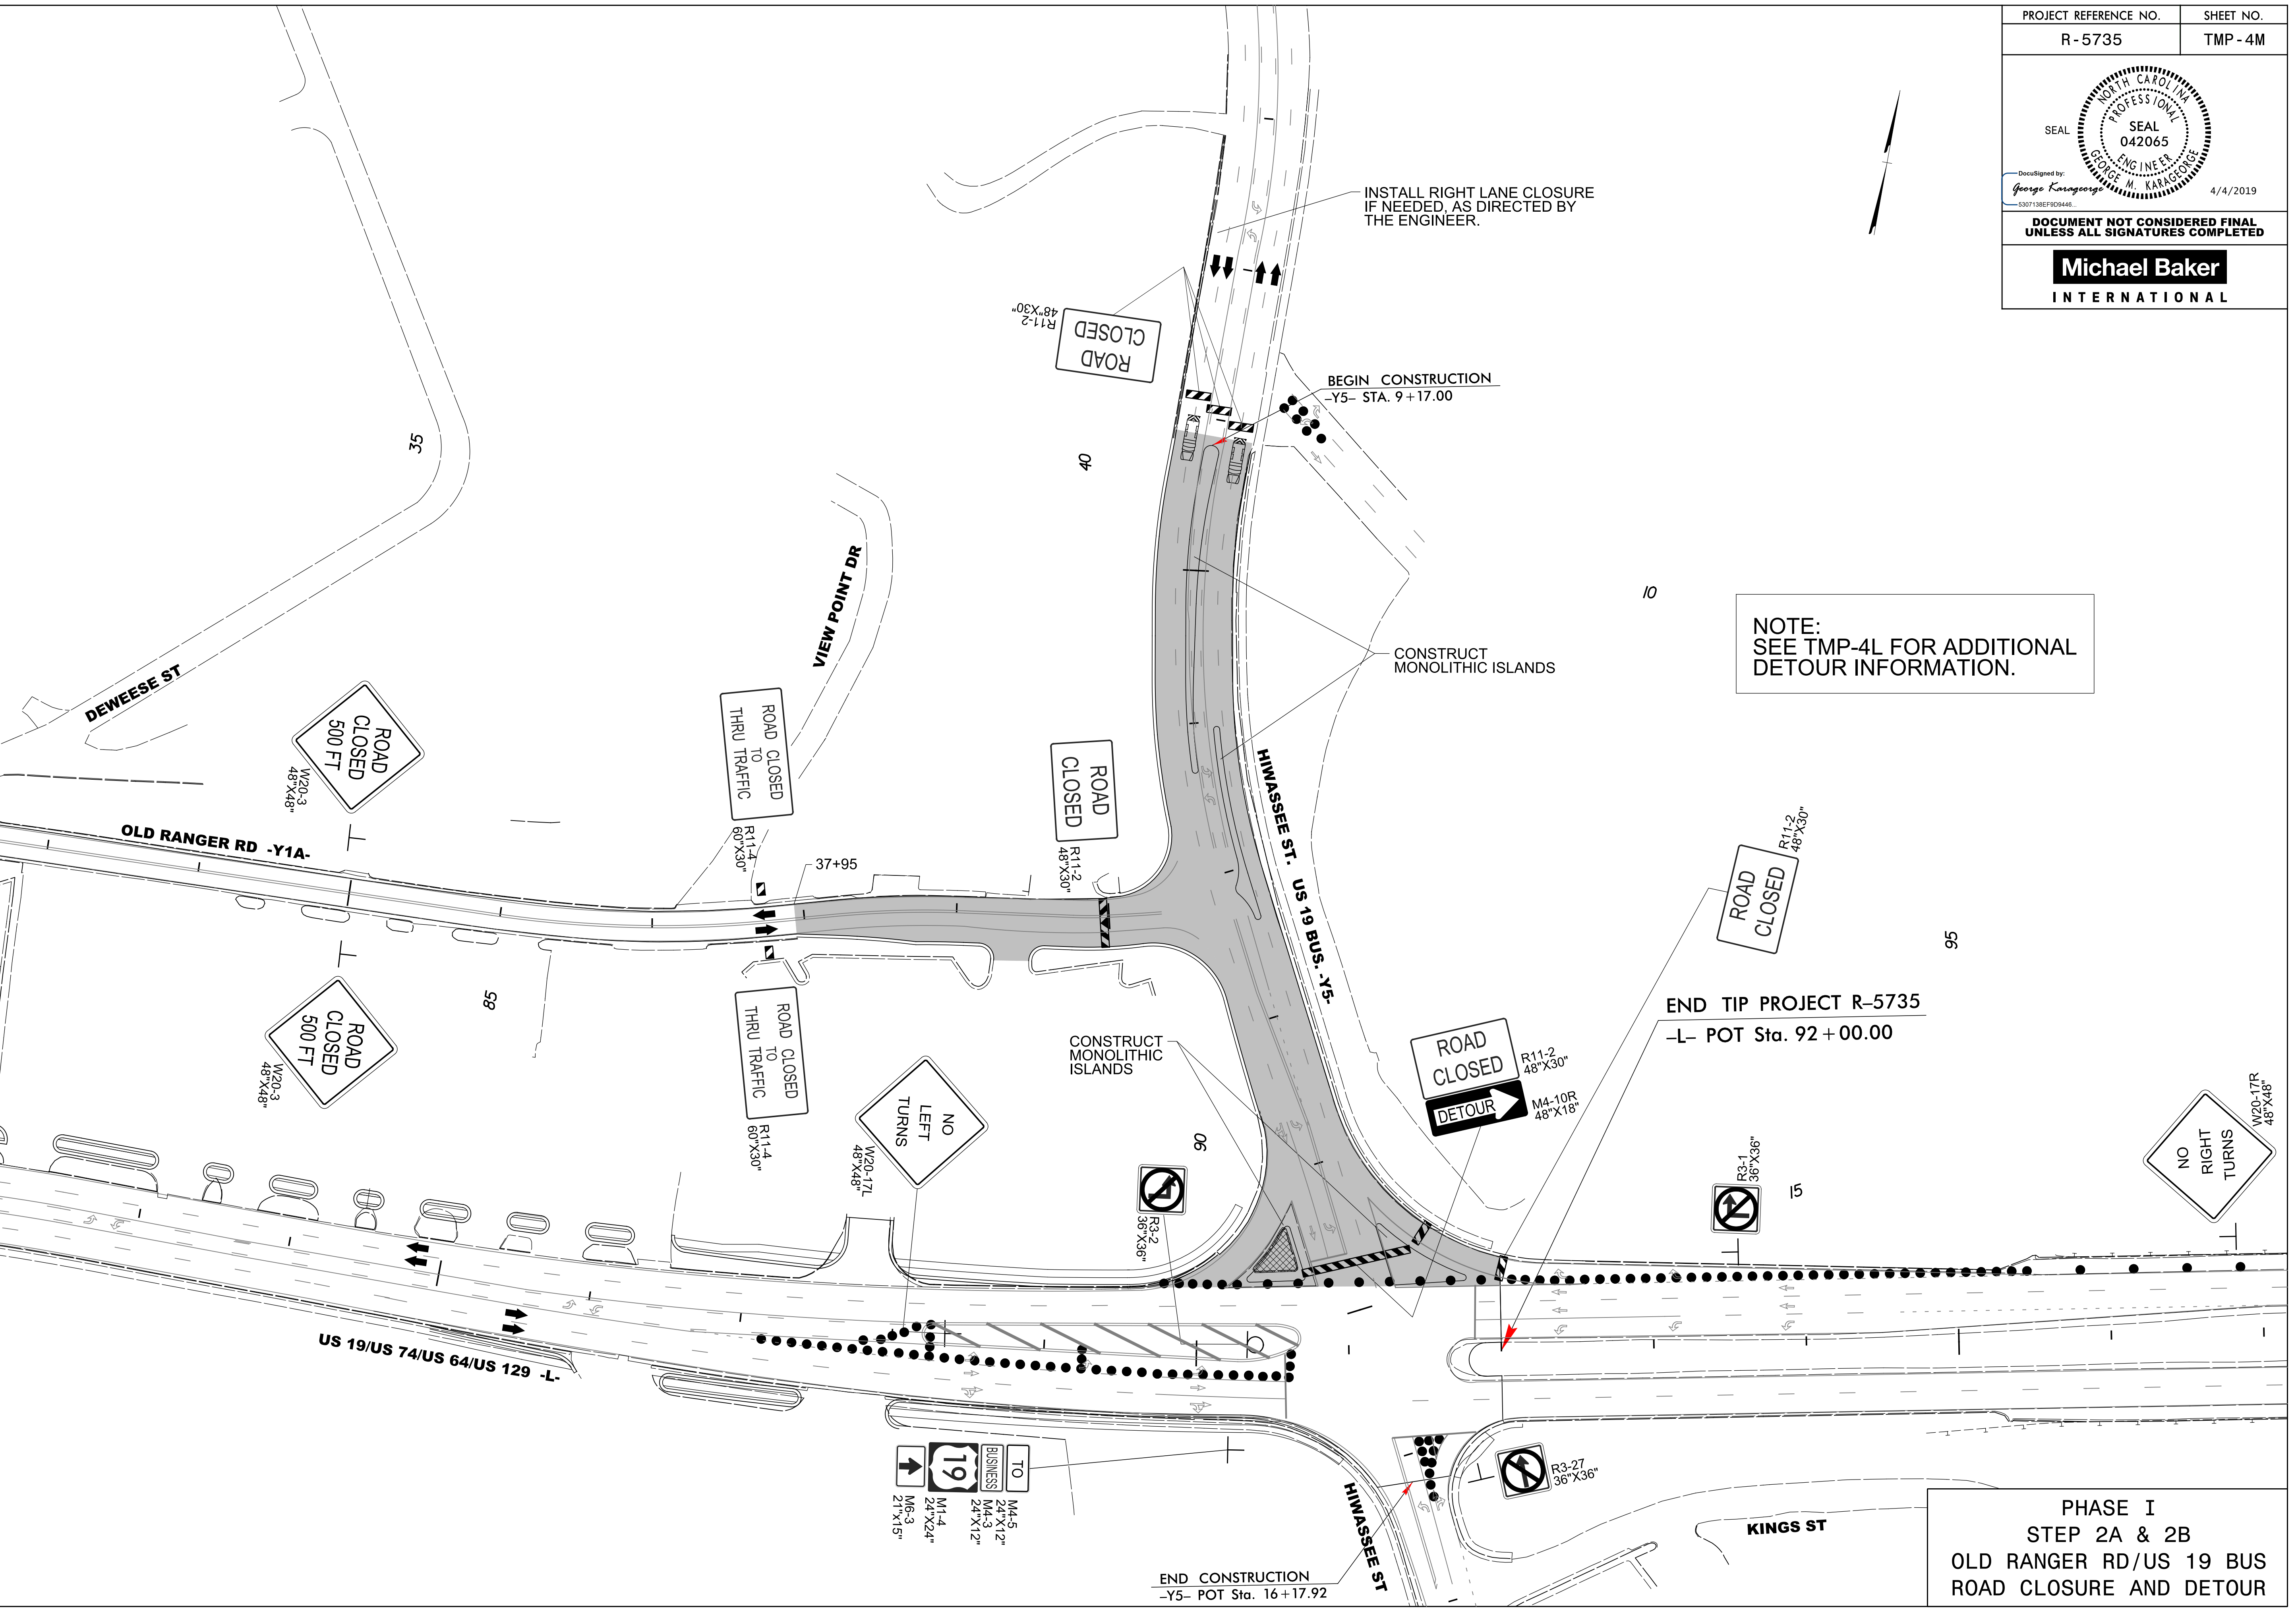 PROJECT REFERENCE NO.
SHEET NO.
R-5735
TMP-4M
SEAL
NORTH CAROLINA
PROFESSIONAL
SEAL
042065
ENGINEER
GEORGE M. KARAGEORGE
DocuSigned by:
George Karageorge
5307138EF9D9446...
4/4/2019
DOCUMENT NOT CONSIDERED FINAL
UNLESS ALL SIGNATURES COMPLETED
Michael Baker
INTERNATIONAL
INSTALL RIGHT LANE CLOSURE
IF NEEDED, AS DIRECTED BY
THE ENGINEER.
ROAD
CLOSED
R11-2
48"X30"
BEGIN CONSTRUCTION
-Y5- STA. 9+17.00
35
40
10
VIEW POINT DR
NOTE:
SEE TMP-4L FOR ADDITIONAL
DETOUR INFORMATION.
CONSTRUCT
MONOLITHIC ISLANDS
DEWEESE ST
ROAD
CLOSED
500 FT
W20-3
48"X48"
ROAD CLOSED
TO
THRU TRAFFIC
R11-4
60"X30"
ROAD
CLOSED
R11-2
48"X30"
OLD RANGER RD -Y1A-
37+95
HIWASSEE ST. US 19 BUS. -Y5-
ROAD
CLOSED
R11-2
48"X30"
95
85
END TIP PROJECT R-5735
-L- POT Sta. 92+00.00
ROAD
CLOSED
500 FT
W20-3
48"X48"
ROAD CLOSED
TO
THRU TRAFFIC
R11-4
60"X30"
CONSTRUCT
MONOLITHIC
ISLANDS
ROAD
CLOSED
R11-2
48"X30"
DETOUR
M4-10R
48"X18"
NO
LEFT
TURNS
W20-17L
48"X48"
90
R3-2
36"X36"
R3-1
36"X36"
15
NO
RIGHT
TURNS
W20-17R
48"X48"
US 19/US 74/US 64/US 129 -L-
TO
BUSINESS
19
M4-5
24"X12"
M4-3
24"X12"
M1-4
24"X24"
M6-3
21"x15"
R3-27
36"X36"
HIWASSEE ST
KINGS ST
END CONSTRUCTION
-Y5- POT Sta. 16+17.92
PHASE I
STEP 2A & 2B
OLD RANGER RD/US 19 BUS
ROAD CLOSURE AND DETOUR